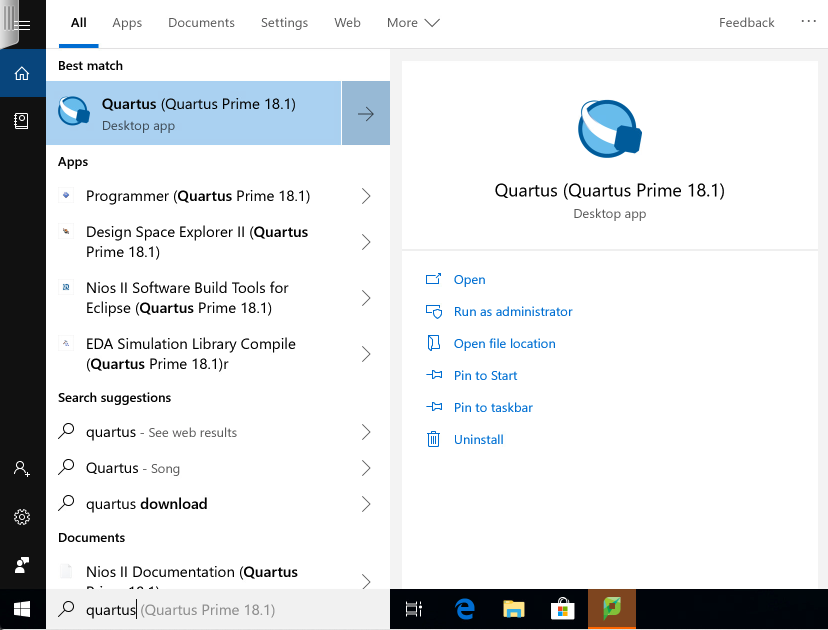 All Apps Documents Settings Web More Feedback ...
Best match
Quartus (Quartus Prime 18.1)
Desktop app
Apps
Programmer (Quartus Prime 18.1)
Design Space Explorer II (Quartus
Prime 18.1)
Nios II Software Build Tools for
Eclipse (Quartus Prime 18.1)
EDA Simulation Library Compile
(Quartus Prime 18.1)r
Search suggestions
quartus - See web results
Quartus - Song
quartus download
Documents
Nios II Documentation (Quartus
Prime 18.1)
quartus (Quartus Prime 18.1)
Quartus (Quartus Prime 18.1)
Desktop app
Open
Run as administrator
Open file location
Pin to Start
Pin to taskbar
Uninstall